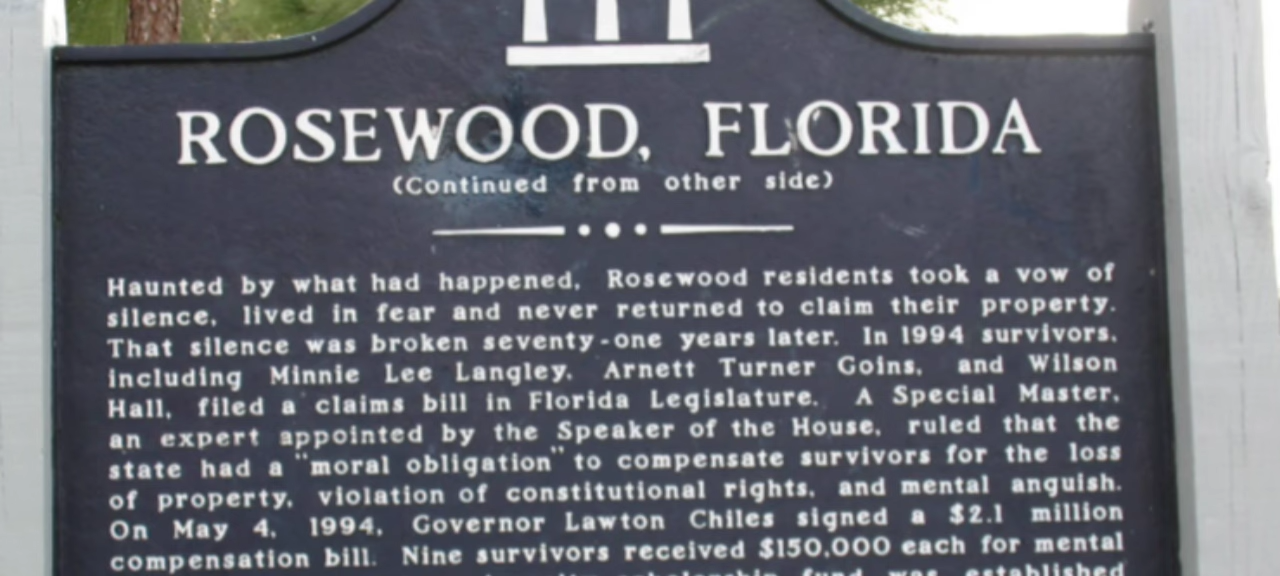 ROSEWOOD, FLORIDA
(Continued from other side)
Haunted by what had happened, Rosewood residents took a vow of
silence, lived in fear and never returned to claim their property.
That silence was broken seventy-one years later. In 1994 survivors,
including Minnie Lee Langley, Arnett Turner Goins, and Wilson
Hall, filed a claims bill in Florida Legislature. A Special Master,
an expert appointed by the Speaker of the House, ruled that the
state had a "moral obligation" to compensate survivors for the loss
of property, violation of constitutional rights, and mental anguish.
On May 4, 1994, Governor Lawton Chiles signed a $2.1 million
compensation bill. Nine survivors received $150,000 each for mental
scholarship fund was established